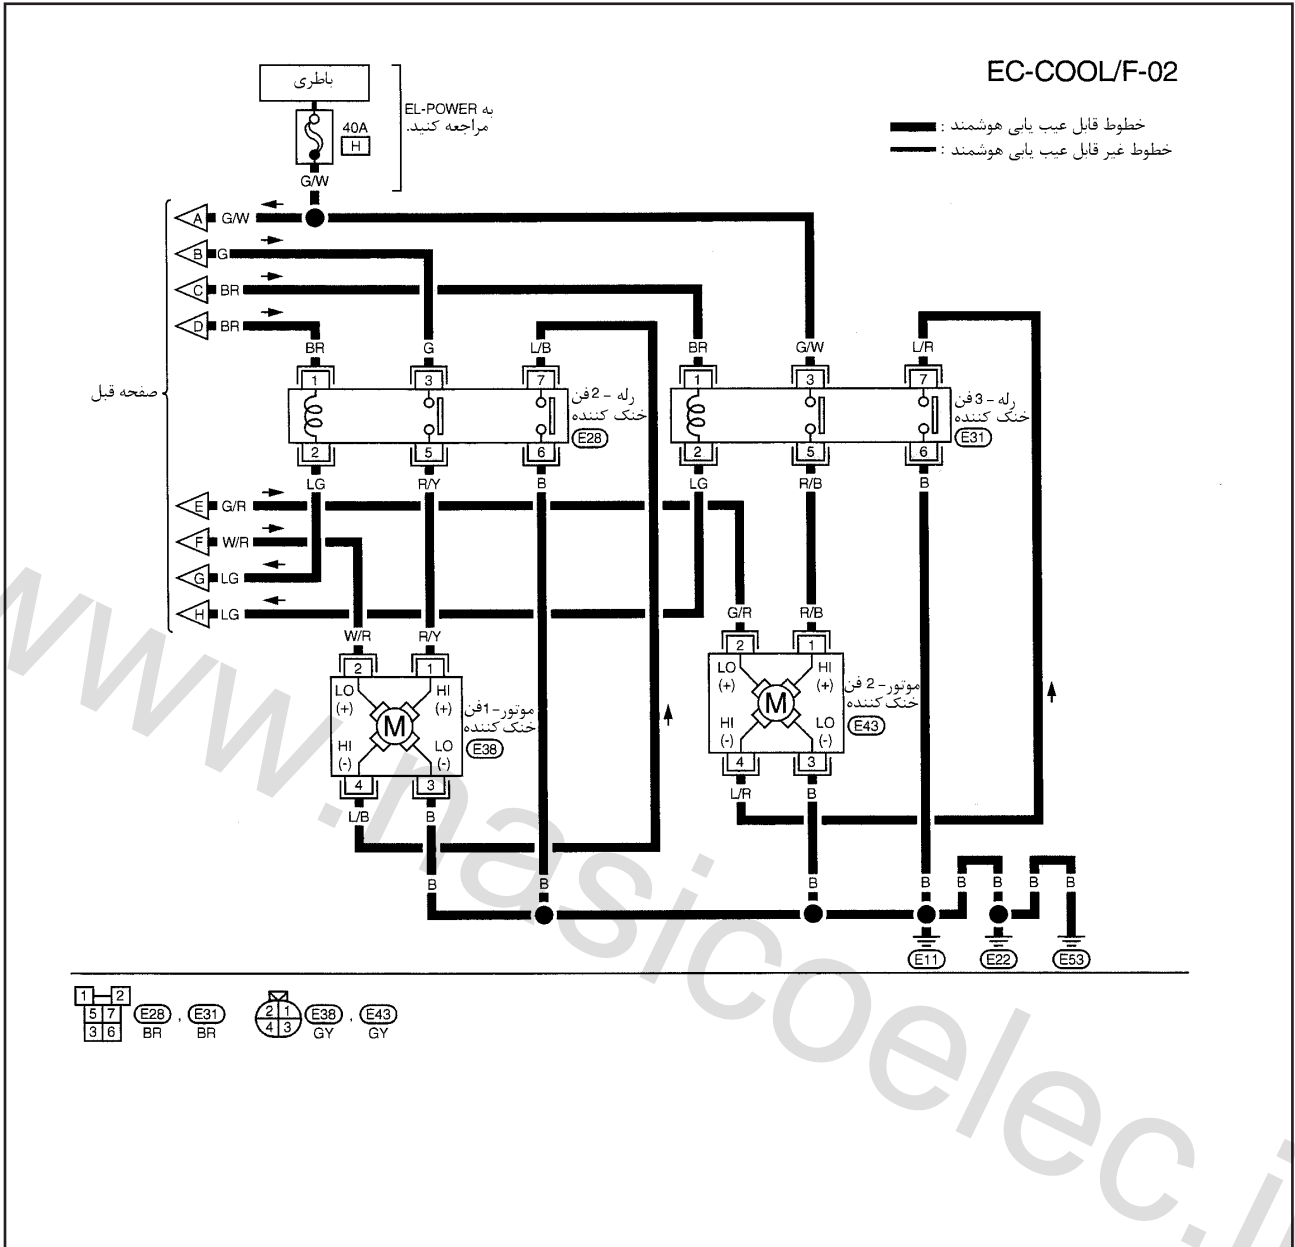 EC-COOL/F-02
باطری
به EL-POWER
مراجعه کنید.
40A
H
G/W
خطوط قابل عیب یابی هوشمند :
خطوط غیر قابل عیب یابی هوشمند :
A G/W
B G
C BR
D BR
صفحه قبل
BR G L/B BR G/W L/R
1 3 7 1 3 7
رله - 2فن
خنک کننده
E28
رله - 3فن
خنک کننده
E31
2 5 6 2 5 6
LG R/Y B LG R/B B
E G/R
F W/R
G LG
H LG
G/R R/B
W/R R/Y
2 1
2 1
LO HI
(+) (+)
M
HI LO
(-) (-)
موتور-1فن
خنک کننده
E38
LO HI
(+) (+)
M
HI LO
(-) (-)
موتور- 2 فن
خنک کننده
E43
4 3
4 3
L/R B
L/B B
B B B B B B B B
E11 E22 E53
1 2
5 7
3 6
E28 , E31
BR BR
2 1
4 3
E38 , E43
GY GY
www.nasicoelec.i